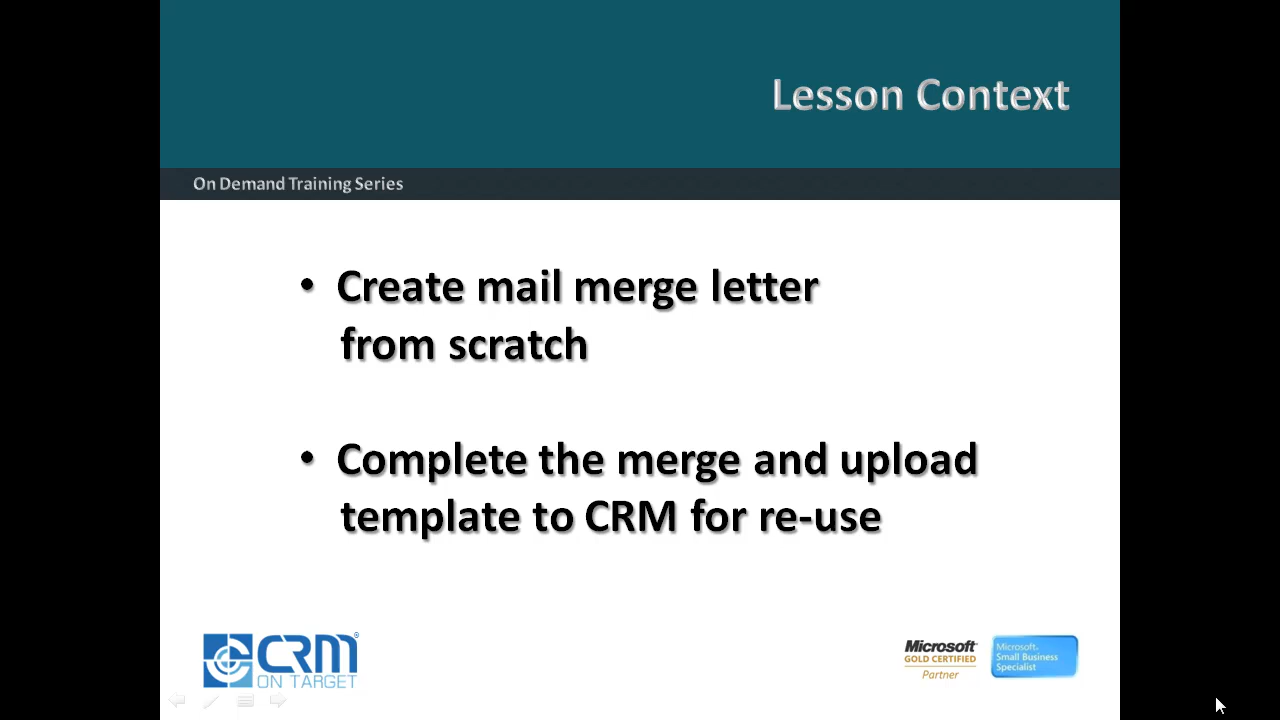 Lesson Context
On Demand Training Series
• Create mail merge letter
from scratch
• Complete the merge and upload
template to CRM for re-use
CRM®
ON TARGET
Microsoft
GOLD CERTIFIED
Partner
Microsoft®
Small Business
Specialist